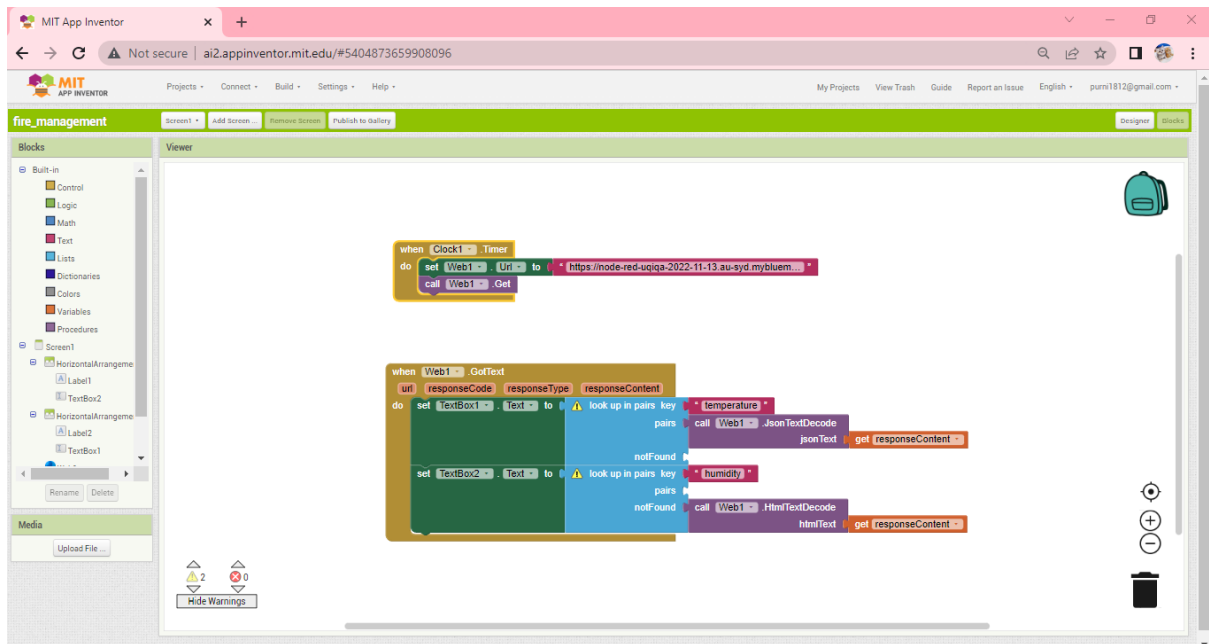 MIT App Inventor
Not secure | ai2.appinventor.mit.edu/#5404873659908096
MIT
APP INVENTOR
Projects Connect Build Settings Help My Projects View Trash Guide Report an Issue English purni1812@gmail.com
fire_management Screen1 Add Screen ... Remove Screen Publish to Gallery Designer Blocks
Blocks Viewer
Built-in
Control
Logic
Math
Text
Lists
Dictionaries
Colors
Variables
Procedures
Screen1
HorizontalArrangeme
Label1
TextBox2
HorizontalArrangeme
Label2
TextBox1
Rename Delete
Media
Upload File ...
when Clock1 .Timer
do set Web1 . Url to " https://node-red-uqiqa-2022-11-13.au-syd.mybluem... "
call Web1 .Get
when Web1 .GotText
url responseCode responseType responseContent
do set TextBox1 . Text to look up in pairs key " temperature "
pairs call Web1 .JsonTextDecode
jsonText get responseContent
notFound
set TextBox2 . Text to look up in pairs key " humidity "
pairs
notFound call Web1 .HtmlTextDecode
htmlText get responseContent
2 0
Hide Warnings